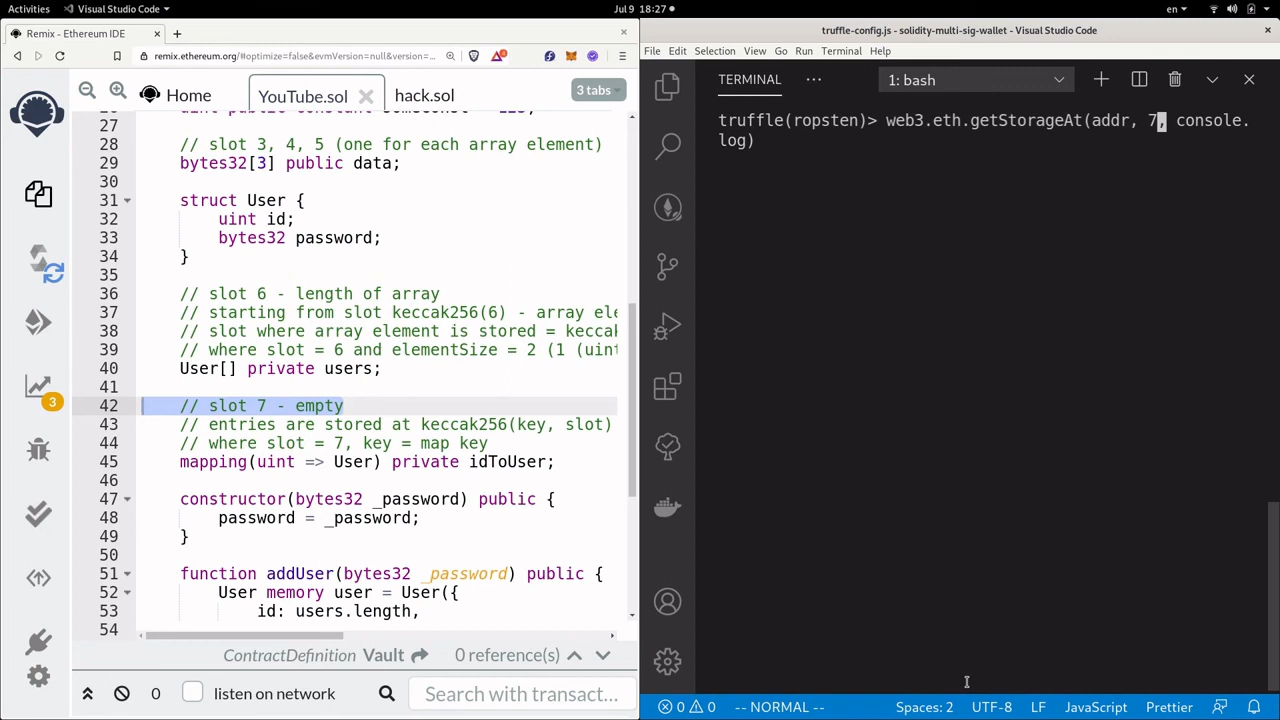 Activities
Visual Studio Code
Jul 9 18:27
en
Remix - Ethereum IDE
truffle-config.js - solidity-multi-sig-wallet - Visual Studio Code
remix.ethereum.org/#optimize=false&evmVersion=null&version=…
File Edit Selection View Go Run Terminal Help
Home
YouTube.sol
hack.sol
3 tabs
TERMINAL
1: bash
truffle(ropsten)> web3.eth.getStorageAt(addr, 7, console.
log)
27
28 // slot 3, 4, 5 (one for each array element)
29 bytes32[3] public data;
30
31 struct User {
32 uint id;
33 bytes32 password;
34 }
35
36 // slot 6 - length of array
37 // starting from slot keccak256(6) - array ele
38 // slot where array element is stored = keccak
39 // where slot = 6 and elementSize = 2 (1 (uint
40 User[] private users;
41
42 // slot 7 - empty
43 // entries are stored at keccak256(key, slot)
44 // where slot = 7, key = map key
45 mapping(uint => User) private idToUser;
46
47 constructor(bytes32 _password) public {
48 password = _password;
49 }
50
51 function addUser(bytes32 _password) public {
52 User memory user = User({
53 id: users.length,
54
3
ContractDefinition Vault 0 reference(s)
0 listen on network
Search with transact…
0 0
-- NORMAL --
Spaces: 2
UTF-8
LF
JavaScript
Prettier